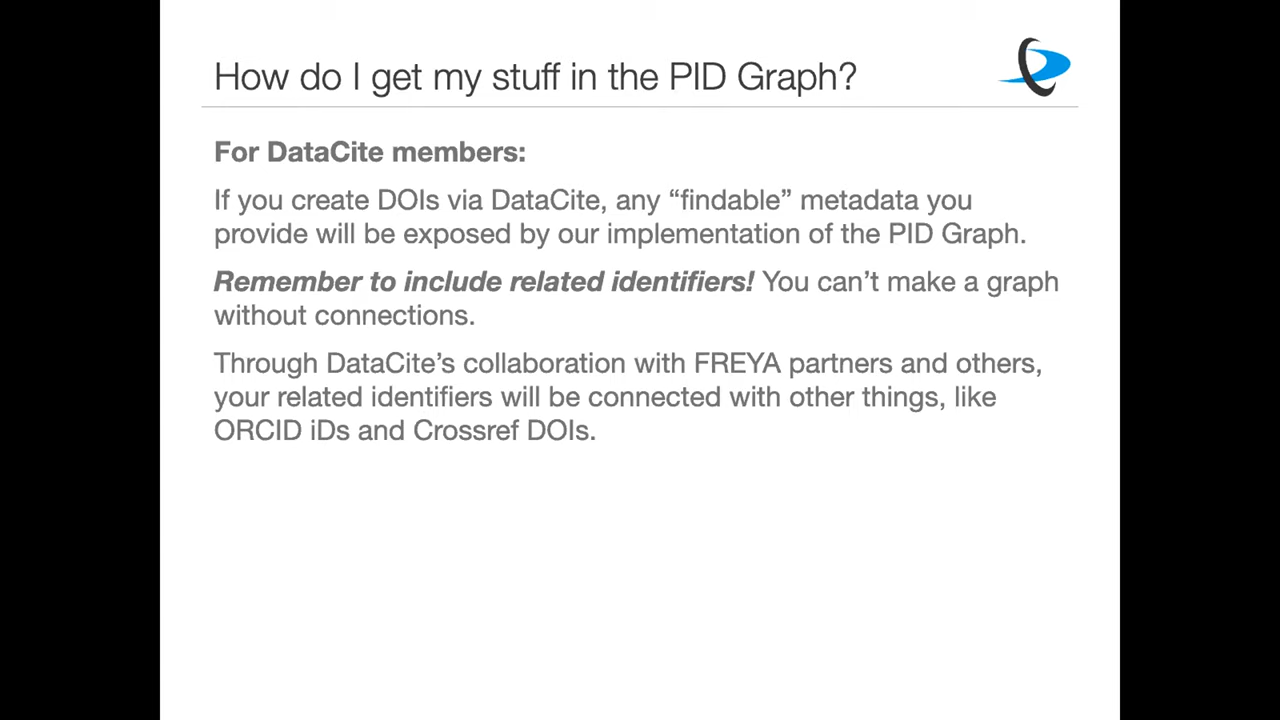 How do I get my stuff in the PID Graph?
For DataCite members:
If you create DOIs via DataCite, any “findable” metadata you
provide will be exposed by our implementation of the PID Graph.
Remember to include related identifiers! You can’t make a graph
without connections.
Through DataCite’s collaboration with FREYA partners and others,
your related identifiers will be connected with other things, like
ORCID iDs and Crossref DOIs.